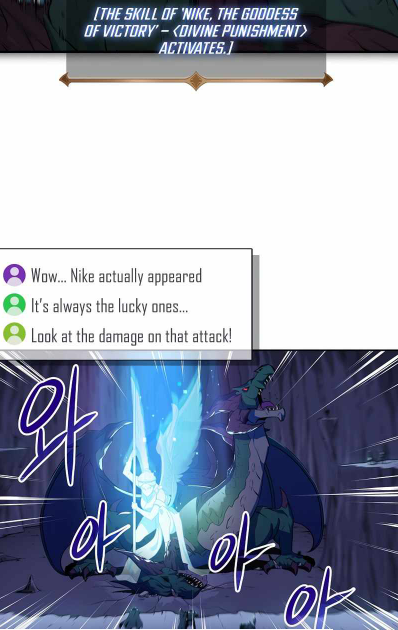 [THE SKILL OF 'NIKE, THE GODDESS
OF VICTORY' – <DIVINE PUNISHMENT>
ACTIVATES.]
Wow... Nike actually appeared
It's always the lucky ones...
Look at the damage on that attack!
와
아
아
아